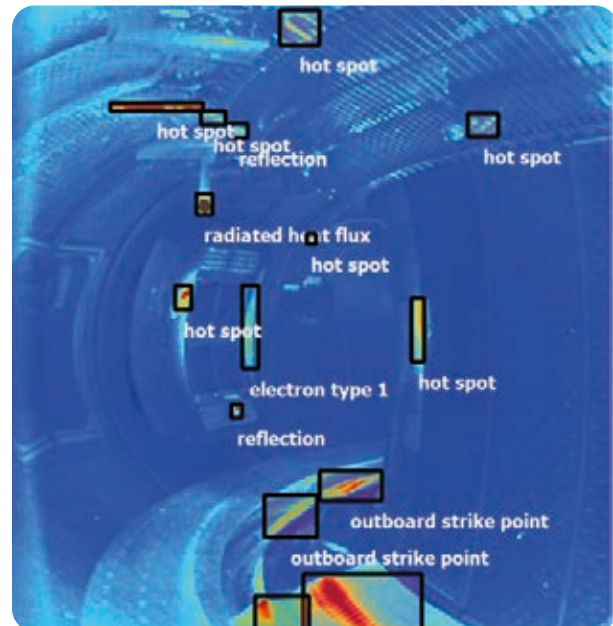 hot spot
hot spot
hot spot
reflection
hot spot
radiated heat flux
hot spot
hot spot
hot spot
electron type 1
reflection
outboard strike point
outboard strike point